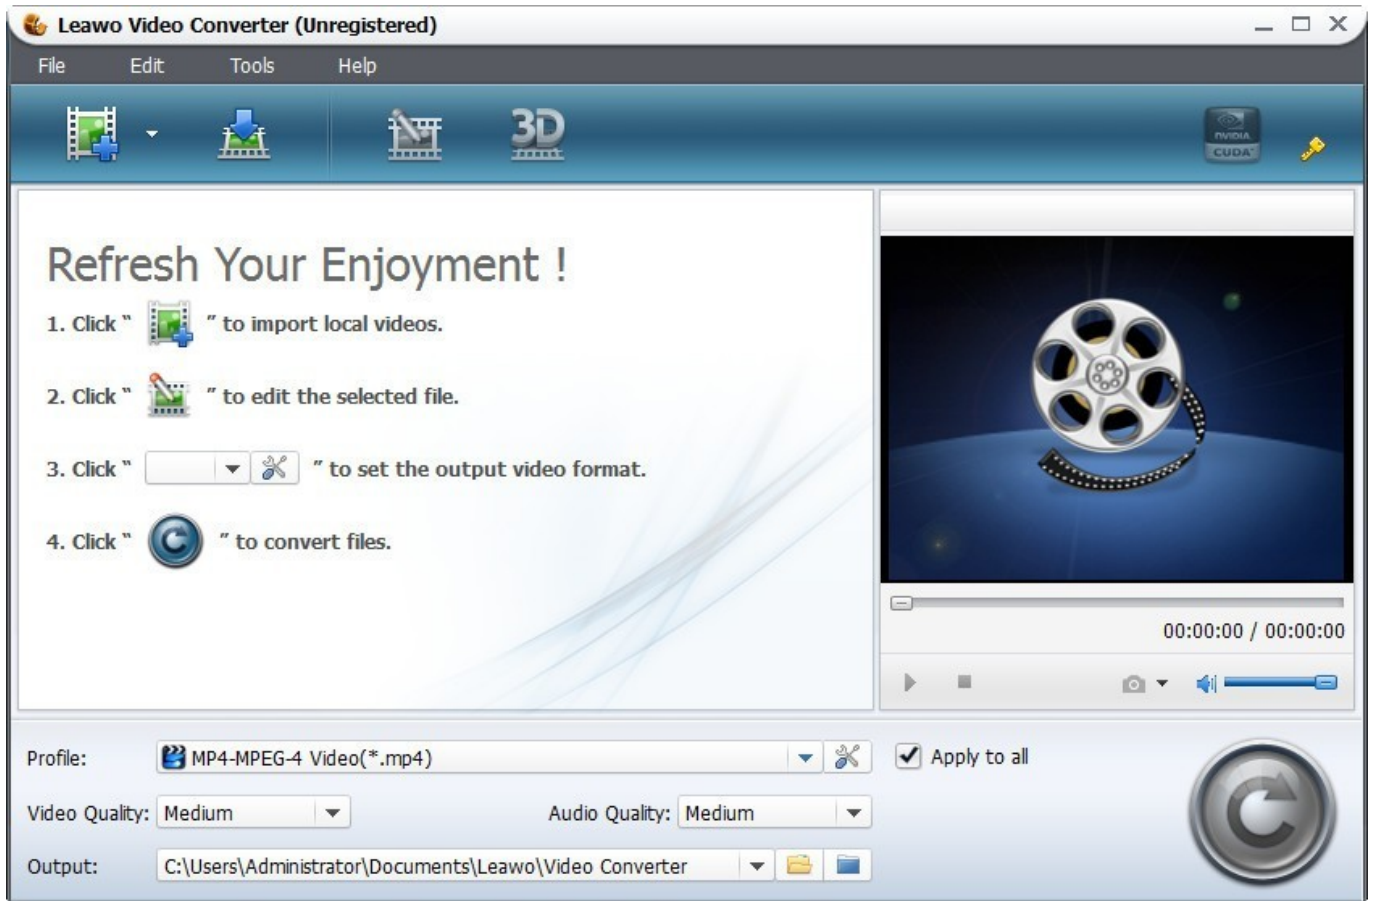 Leawo Video Converter (Unregistered)
File Edit Tools Help
3D
NVIDIA
CUDA
Refresh Your Enjoyment !
1. Click “ ” to import local videos.
2. Click “ ” to edit the selected file.
3. Click “ ” to set the output video format.
4. Click “ ” to convert files.
00:00:00 / 00:00:00
Profile: MP4-MPEG-4 Video(*.mp4) Apply to all
Video Quality: Medium Audio Quality: Medium
Output: C:\Users\Administrator\Documents\Leawo\Video Converter